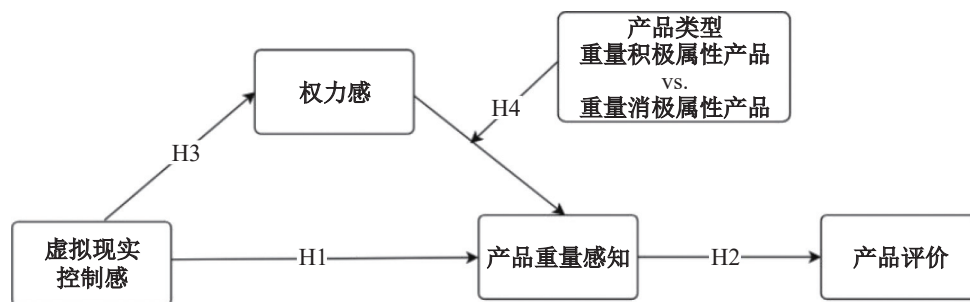 产品类型
重量积极属性产品
vs.
重量消极属性产品
权力感
H4
H3
虚拟现实
控制感
H1
产品重量感知
H2
产品评价